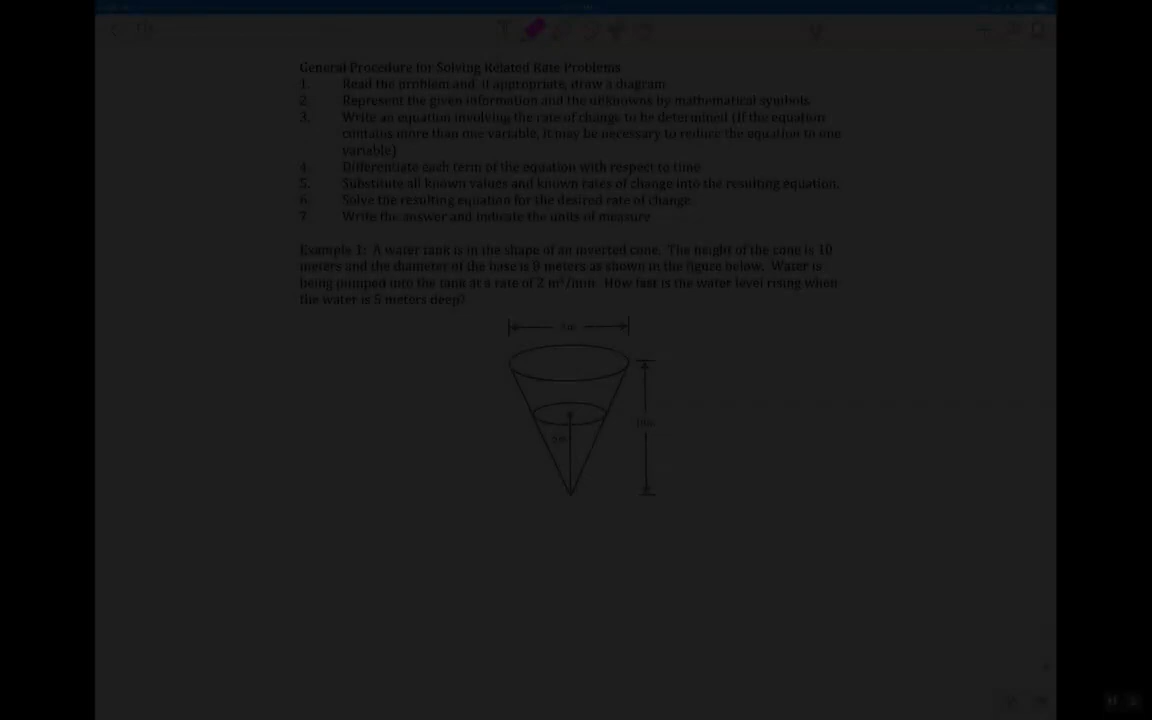 General Procedure for Solving Related Rate Problems
1. Read the problem and, if appropriate, draw a diagram
2. Represent the given information and the unknowns by mathematical symbols
3. Write an equation involving the rate of change to be determined (If the equation
contains more than one variable, it may be necessary to reduce the equation to one
variable)
4. Differentiate each term of the equation with respect to time
5. Substitute all known values and known rates of change into the resulting equation.
6. Solve the resulting equation for the desired rate of change.
7. Write the answer and indicate the units of measure
Example 1: A water tank is in the shape of an inverted cone. The height of the cone is 10
meters and the diameter of the base is 8 meters as shown in the figure below. Water is
being pumped into the tank at a rate of 2 m³/min. How fast is the water level rising when
the water is 5 meters deep?